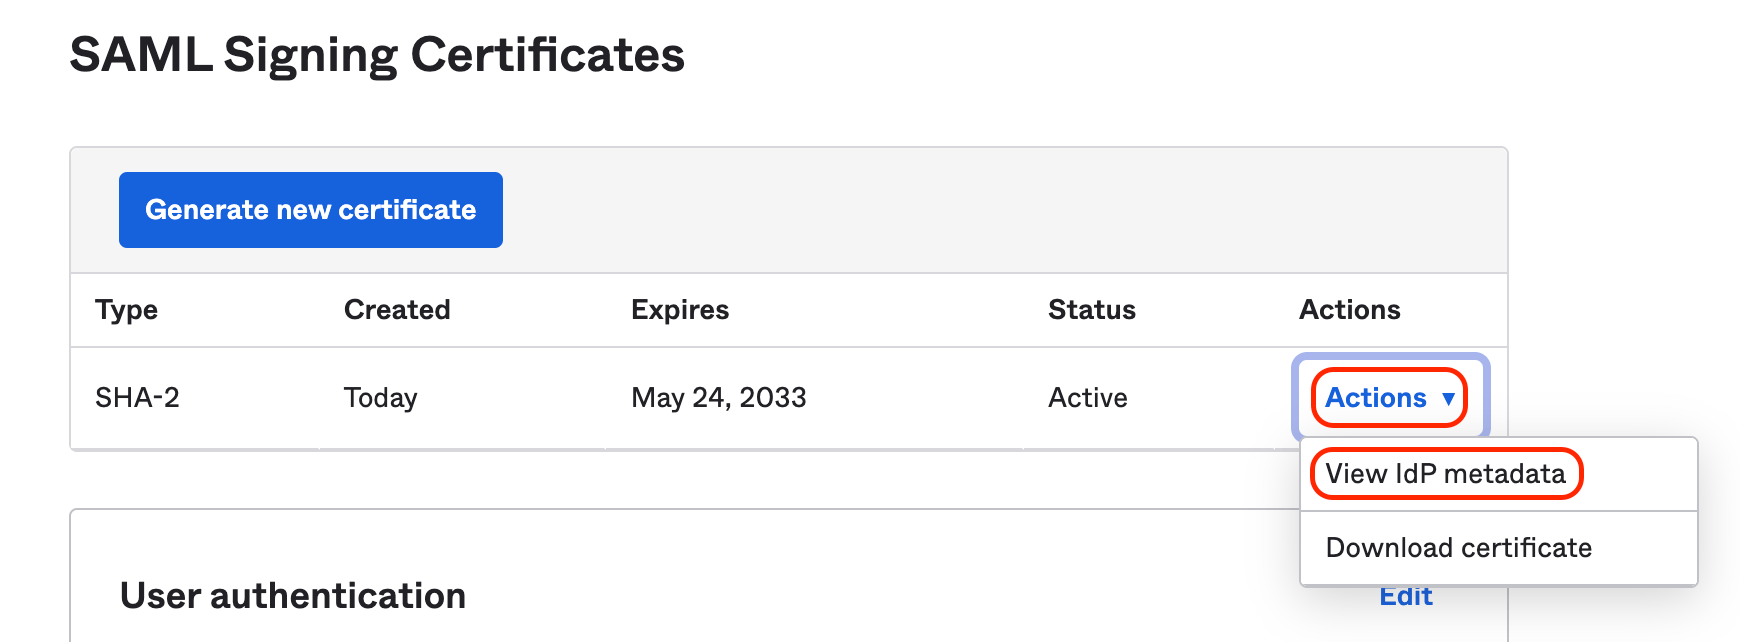 SAML Signing Certificates
Generate new certificate
Type Created Expires Status Actions
SHA-2 Today May 24, 2033 Active Actions ▼
View IdP metadata
Download certificate
User authentication Edit